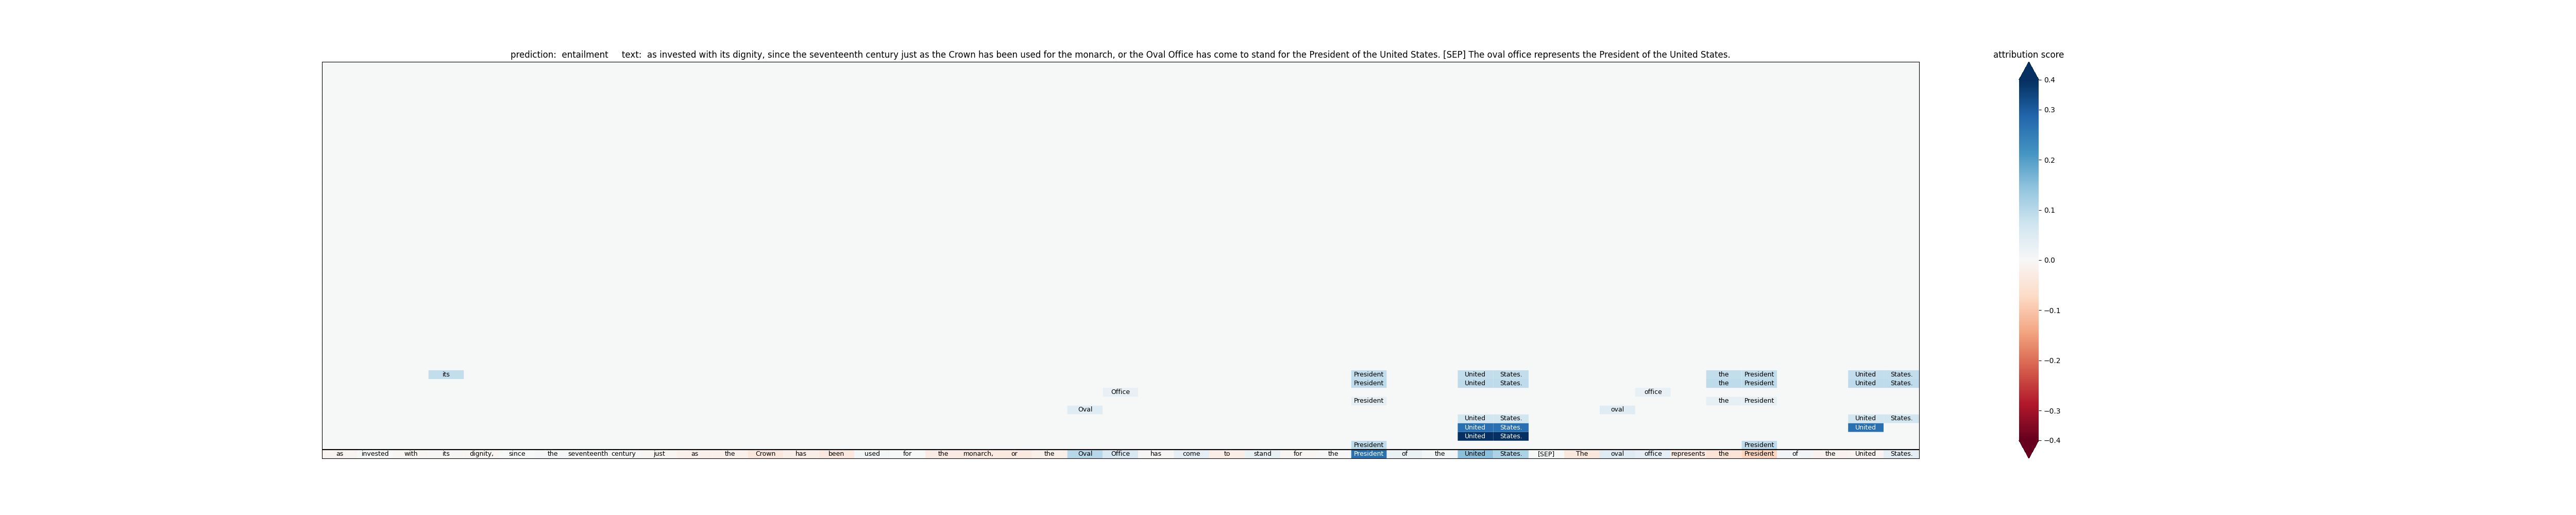 prediction:  entailment     text:  as invested with its dignity, since the seventeenth century just as the Crown has been used for the monarch, or the Oval Office has come to stand for the President of the United States. [SEP] The oval office represents the President of the United States.
attribution score
0.4
0.3
0.2
0.1
0.0
−0.1
−0.2
−0.3
−0.4
its President United States. the President United States.
President United States. the President United States.
Office office
President the President
Oval oval
United States. United States.
United States. United
United States.
President President
as invested with its dignity, since the seventeenth century just as the Crown has been used for the monarch, or the Oval Office has come to stand for the President of the United States. [SEP] The oval office represents the President of the United States.